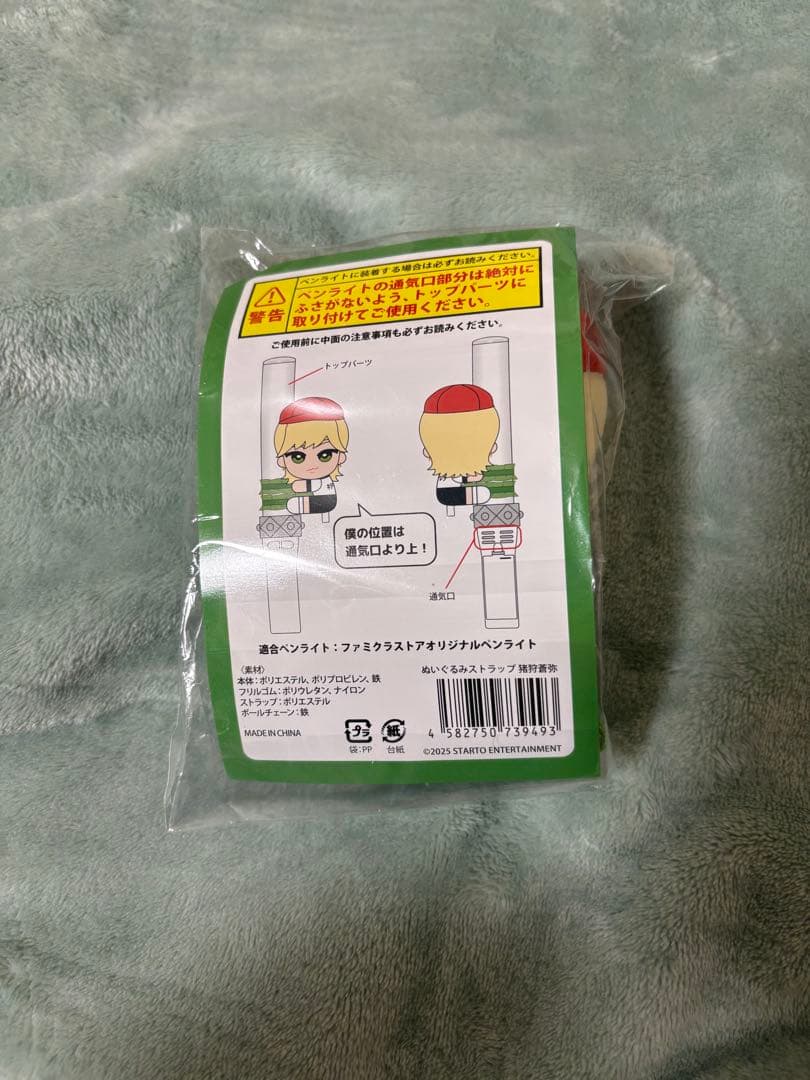 ペンライトに装着する場合は必ずお読みください。
警告
ペンライトの通気口部分は絶対に
ふさがないよう、トップパーツに
取り付けてご使用ください。
ご使用前に中面の注意事項も必ずお読みください。
トップパーツ
僕の位置は
通気口より上!
通気口
適合ペンライト:ファミクラストアオリジナルペンライト
〈素材〉
本体:ポリエステル、ポリプロピレン、鉄
フリルゴム:ポリウレタン、ナイロン
ストラップ:ポリエステル
ボールチェーン:鉄
MADE IN CHINA
プラ
袋:PP
紙
台紙
ぬいぐるみストラップ 猪狩蒼弥
4 582750 739493
©2025 STARTO ENTERTAINMENT